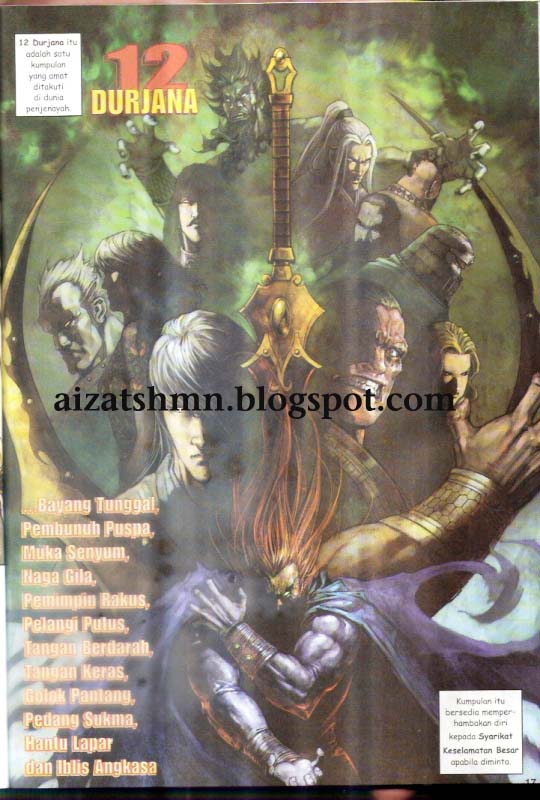 12 Durjana itu
adalah satu
kumpulan
yang amat
ditakuti
di dunia
penjenayah.
12
DURJANA
aizatshmn.blogspot.com
... Bayang Tunggal,
Pembunuh Puspa,
Muka Senyum,
Naga Gila,
Pemimpin Rakus,
Pelangi Putus,
Tangan Berdarah,
Tangan Keras,
Golok Pantang,
Pedang Sukma,
Hantu Lapar
dan Iblis Angkasa
Kumpulan itu
bersedia memper-
hambakan diri
kepada Syarikat
Keselamatan Besar
apabila diminta.
17